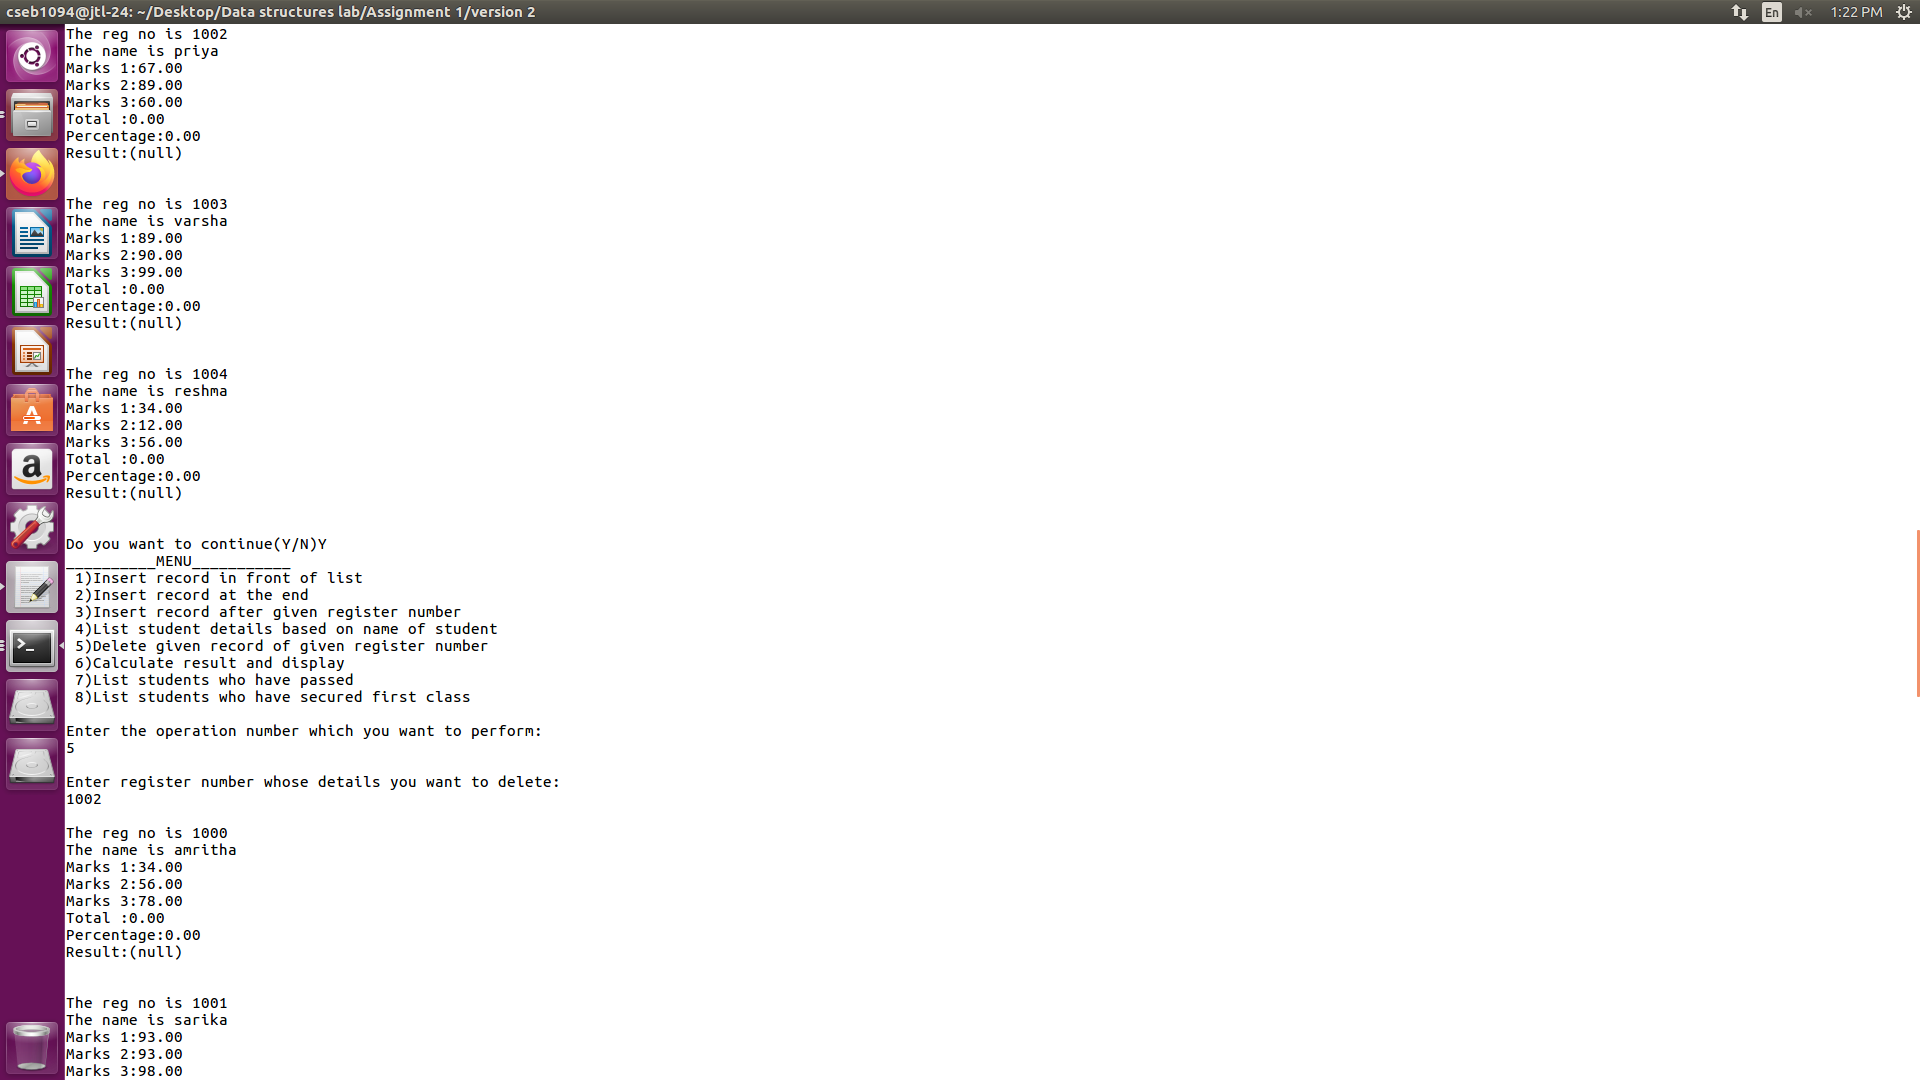 cseb1094@jtl-24: ~/Desktop/Data structures lab/Assignment 1/version 2
En
1:22 PM
The reg no is 1002
The name is priya
Marks 1:67.00
Marks 2:89.00
Marks 3:60.00
Total :0.00
Percentage:0.00
Result:(null)
The reg no is 1003
The name is varsha
Marks 1:89.00
Marks 2:90.00
Marks 3:99.00
Total :0.00
Percentage:0.00
Result:(null)
The reg no is 1004
The name is reshma
Marks 1:34.00
Marks 2:12.00
Marks 3:56.00
Total :0.00
Percentage:0.00
Result:(null)
Do you want to continue(Y/N)Y
__________MENU___________
1)Insert record in front of list
2)Insert record at the end
3)Insert record after given register number
4)List student details based on name of student
5)Delete given record of given register number
6)Calculate result and display
7)List students who have passed
8)List students who have secured first class
Enter the operation number which you want to perform:
5
Enter register number whose details you want to delete:
1002
The reg no is 1000
The name is amritha
Marks 1:34.00
Marks 2:56.00
Marks 3:78.00
Total :0.00
Percentage:0.00
Result:(null)
The reg no is 1001
The name is sarika
Marks 1:93.00
Marks 2:93.00
Marks 3:98.00